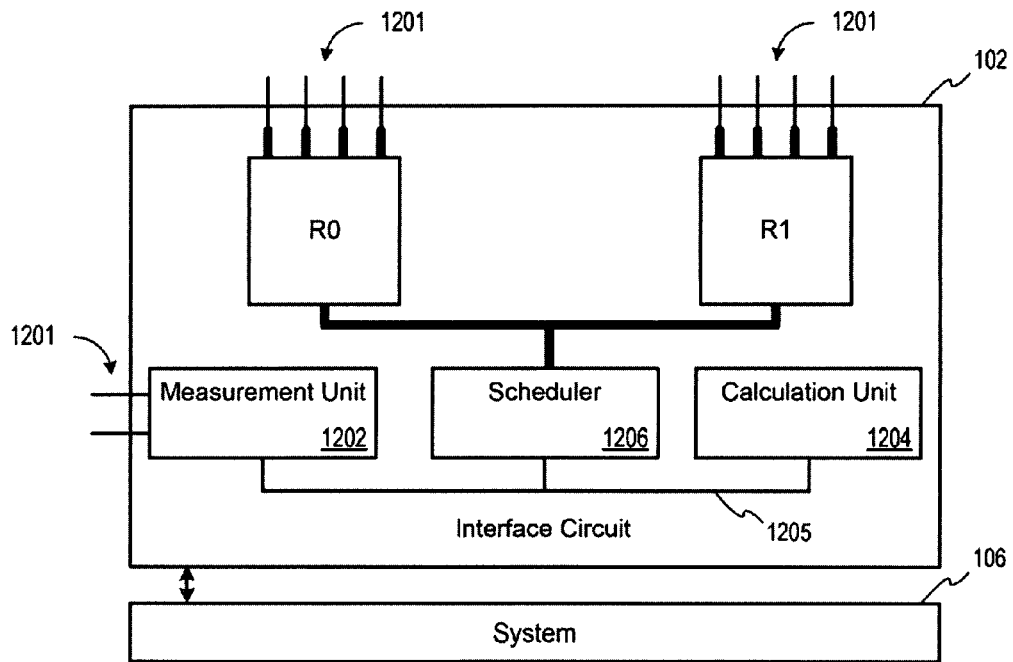 1201
1201
102
R0
R1
1201
Measurement Unit
1202
Scheduler
1206
Calculation Unit
1204
Interface Circuit
1205
106
System